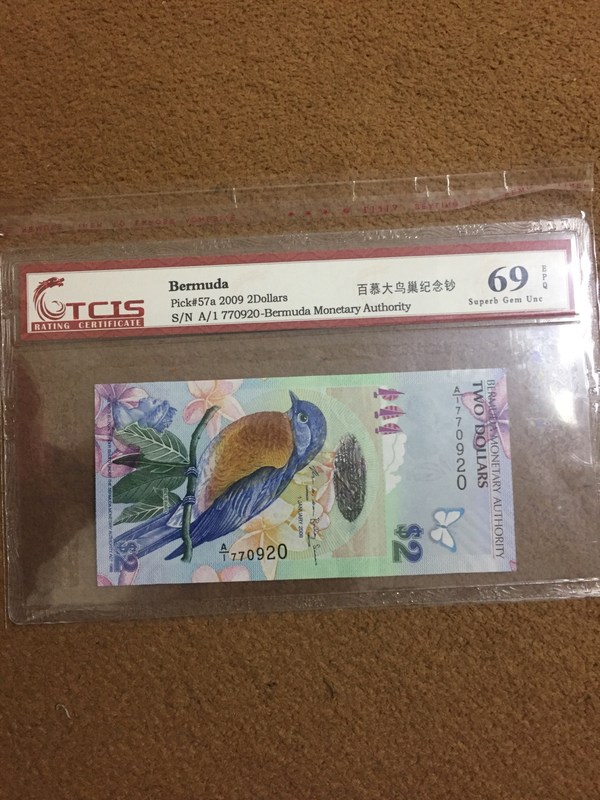 TCIS
RATING CERTIFICATE
Bermuda
Pick#57a 2009 2Dollars
S/N A/1 770920-Bermuda Monetary Authority
百慕大鸟巢纪念钞
69
EPQ
Superb Gem Unc
BERMUDA MONETARY AUTHORITY
TWO DOLLARS
A/1 770920
1 JANUARY 2009
A/1 770920
$2
$2